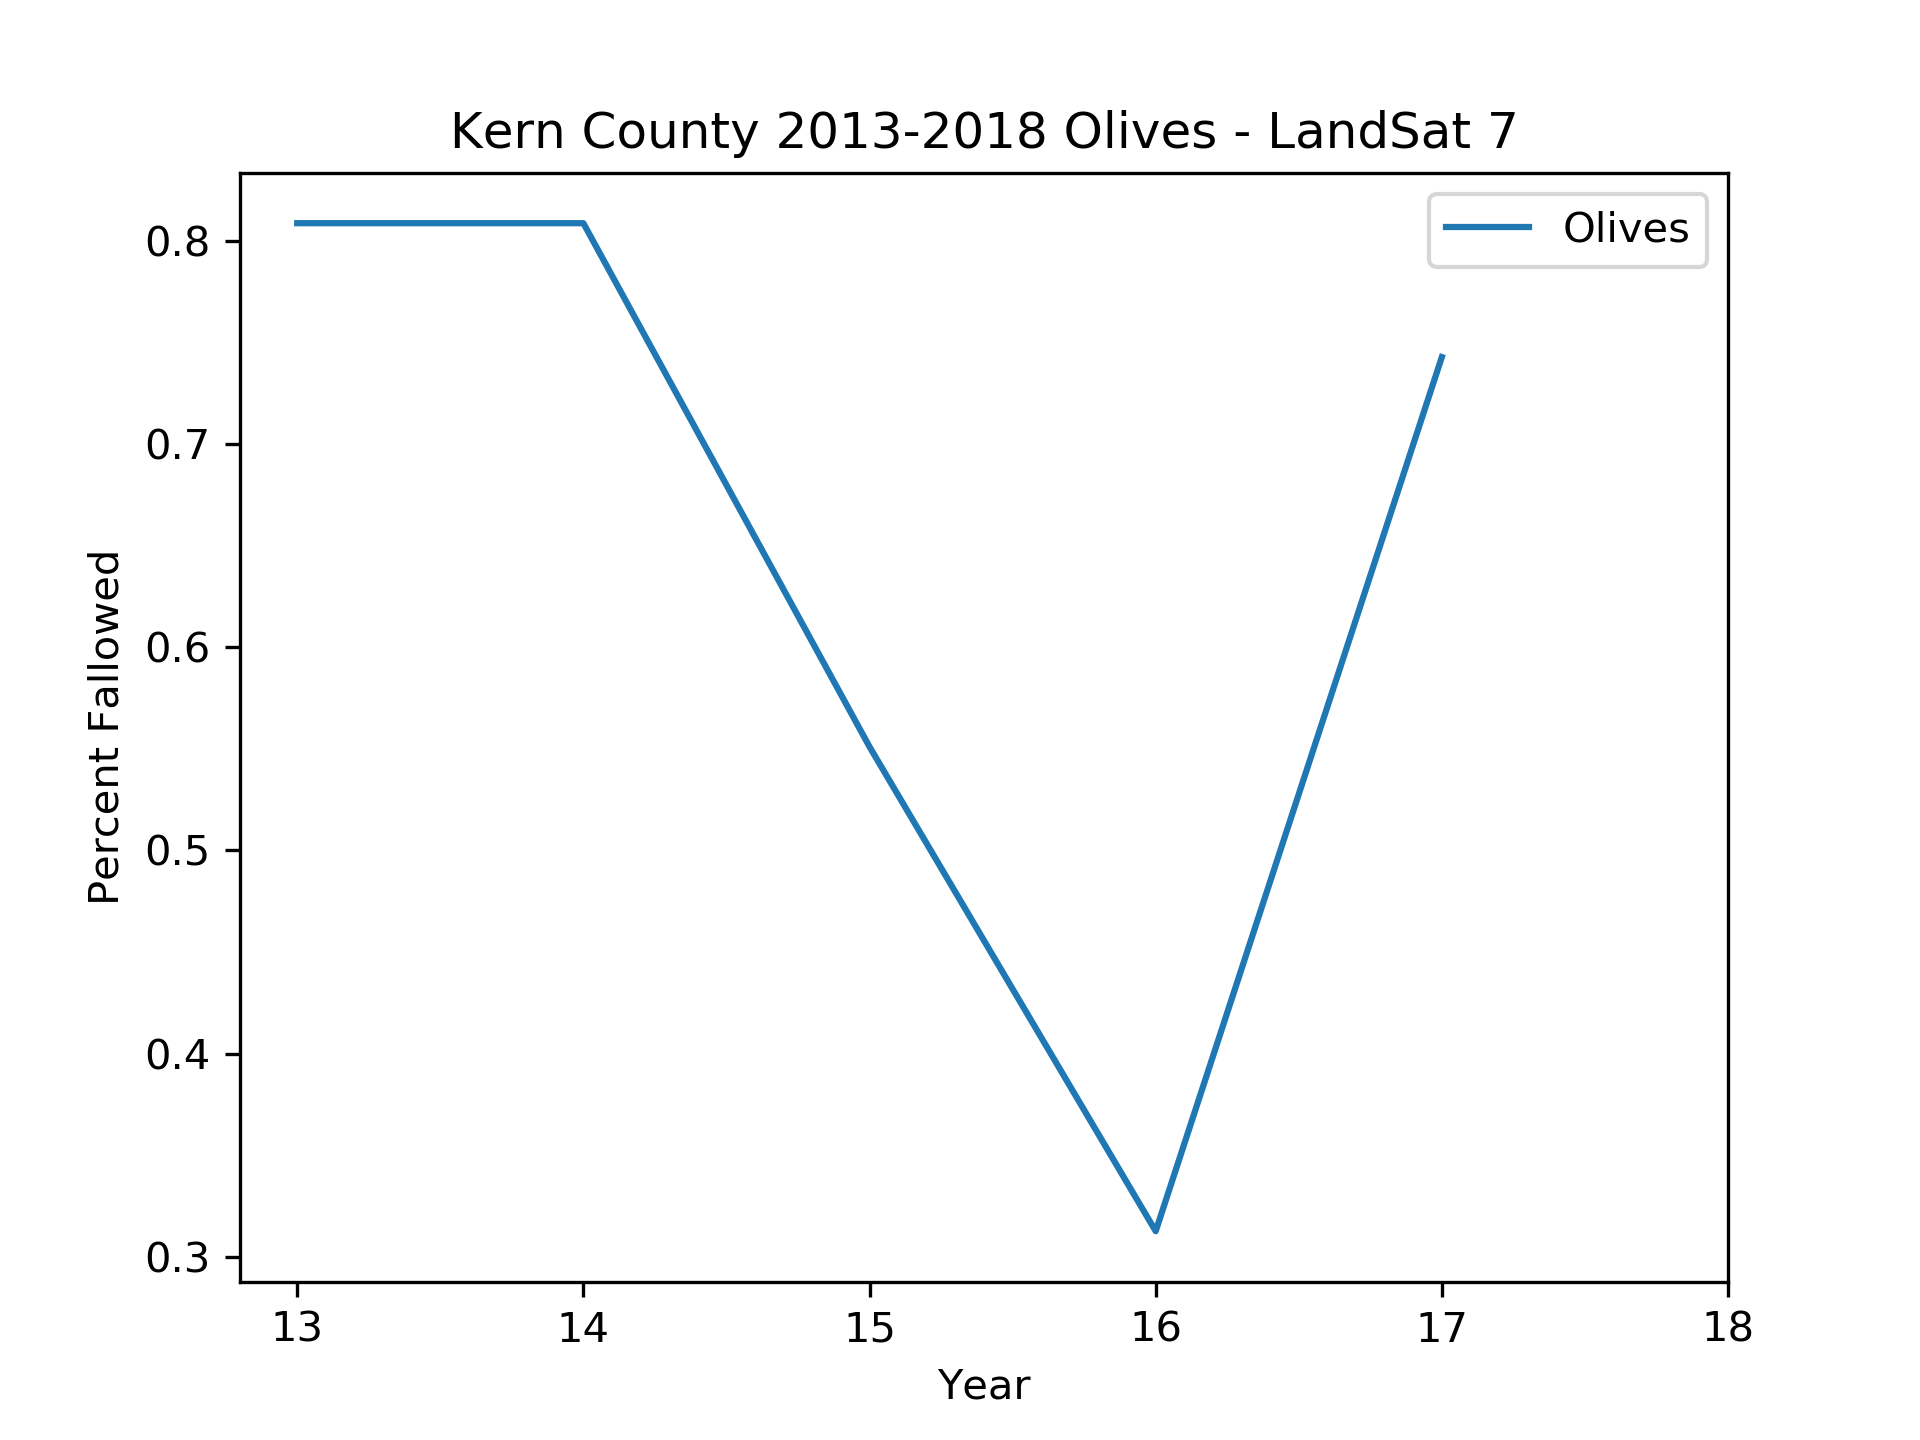 Kern County 2013-2018 Olives - LandSat 7
Olives
0.8
0.7
0.6
0.5
0.4
0.3
Percent Fallowed
13 14 15 16 17 18
Year